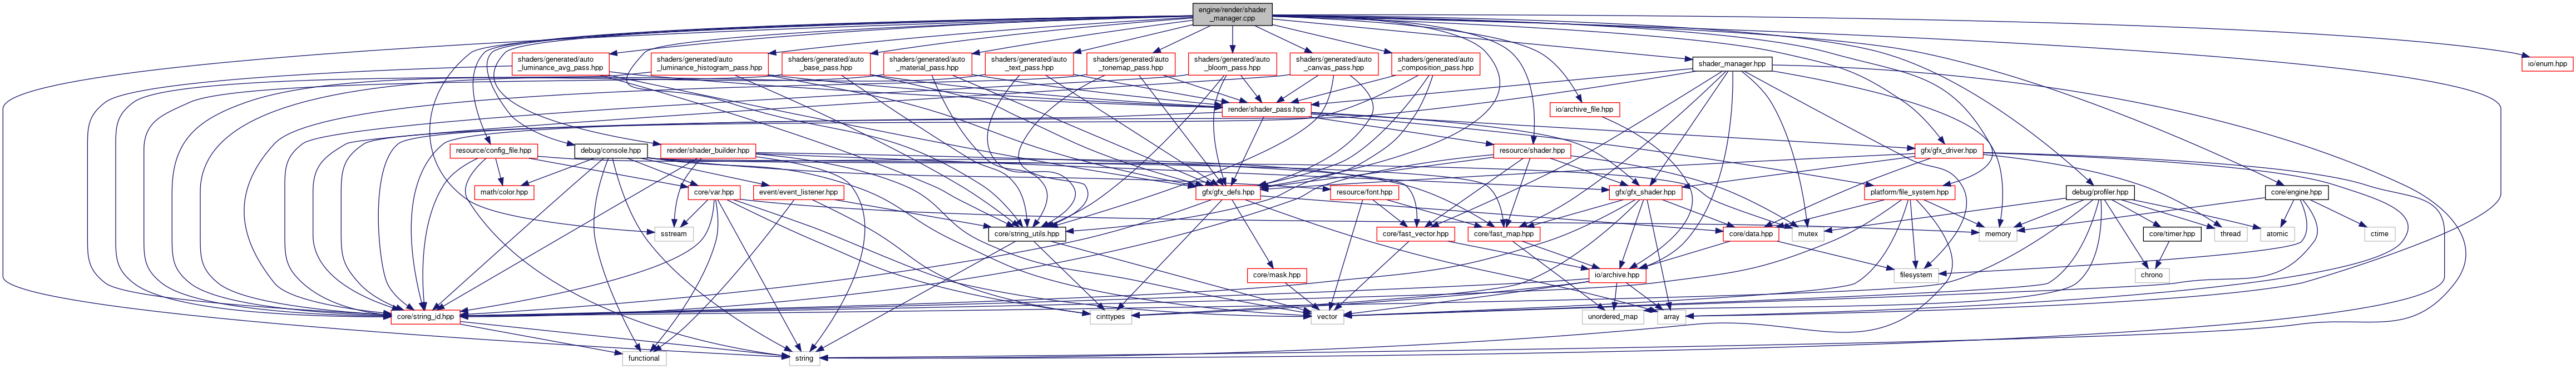 engine/render/shader
_manager.cpp
shaders/generated/auto
_luminance_avg_pass.hpp
shaders/generated/auto
_luminance_histogram_pass.hpp
shaders/generated/auto
_base_pass.hpp
shaders/generated/auto
_material_pass.hpp
shaders/generated/auto
_text_pass.hpp
shaders/generated/auto
_tonemap_pass.hpp
shaders/generated/auto
_bloom_pass.hpp
shaders/generated/auto
_canvas_pass.hpp
shaders/generated/auto
_composition_pass.hpp
shader_manager.hpp
io/enum.hpp
render/shader_pass.hpp
io/archive_file.hpp
resource/config_file.hpp
debug/console.hpp
render/shader_builder.hpp
resource/shader.hpp
gfx/gfx_driver.hpp
math/color.hpp
core/var.hpp
event/event_listener.hpp
gfx/gfx_defs.hpp
resource/font.hpp
gfx/gfx_shader.hpp
platform/file_system.hpp
debug/profiler.hpp
core/engine.hpp
sstream
core/string_utils.hpp
core/fast_vector.hpp
core/fast_map.hpp
core/data.hpp
mutex
memory
core/timer.hpp
thread
atomic
ctime
core/mask.hpp
io/archive.hpp
filesystem
chrono
core/string_id.hpp
cinttypes
vector
unordered_map
array
functional
string